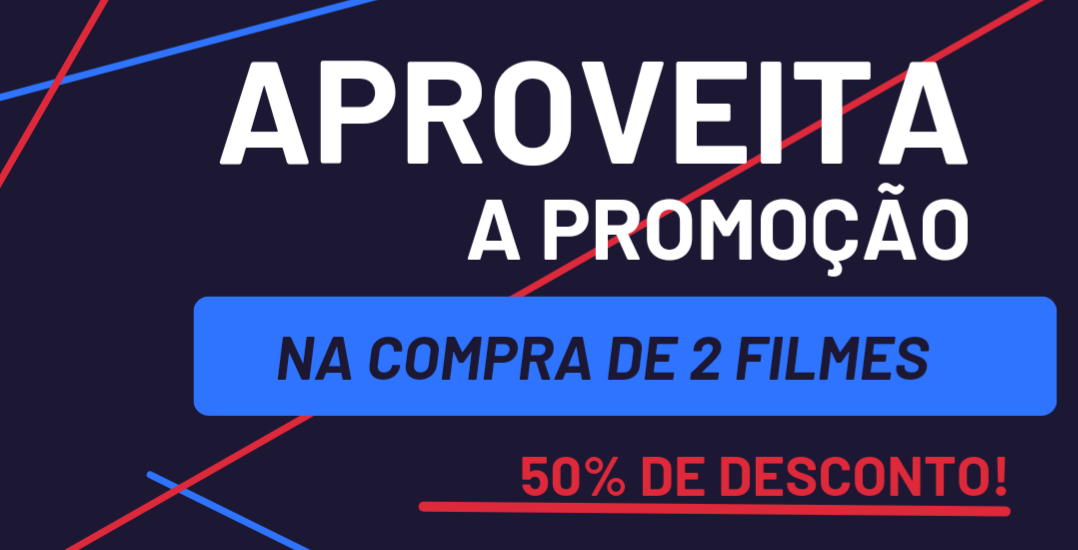 APROVEITA
A PROMOÇÃO
NA COMPRA DE 2 FILMES
50% DE DESCONTO!